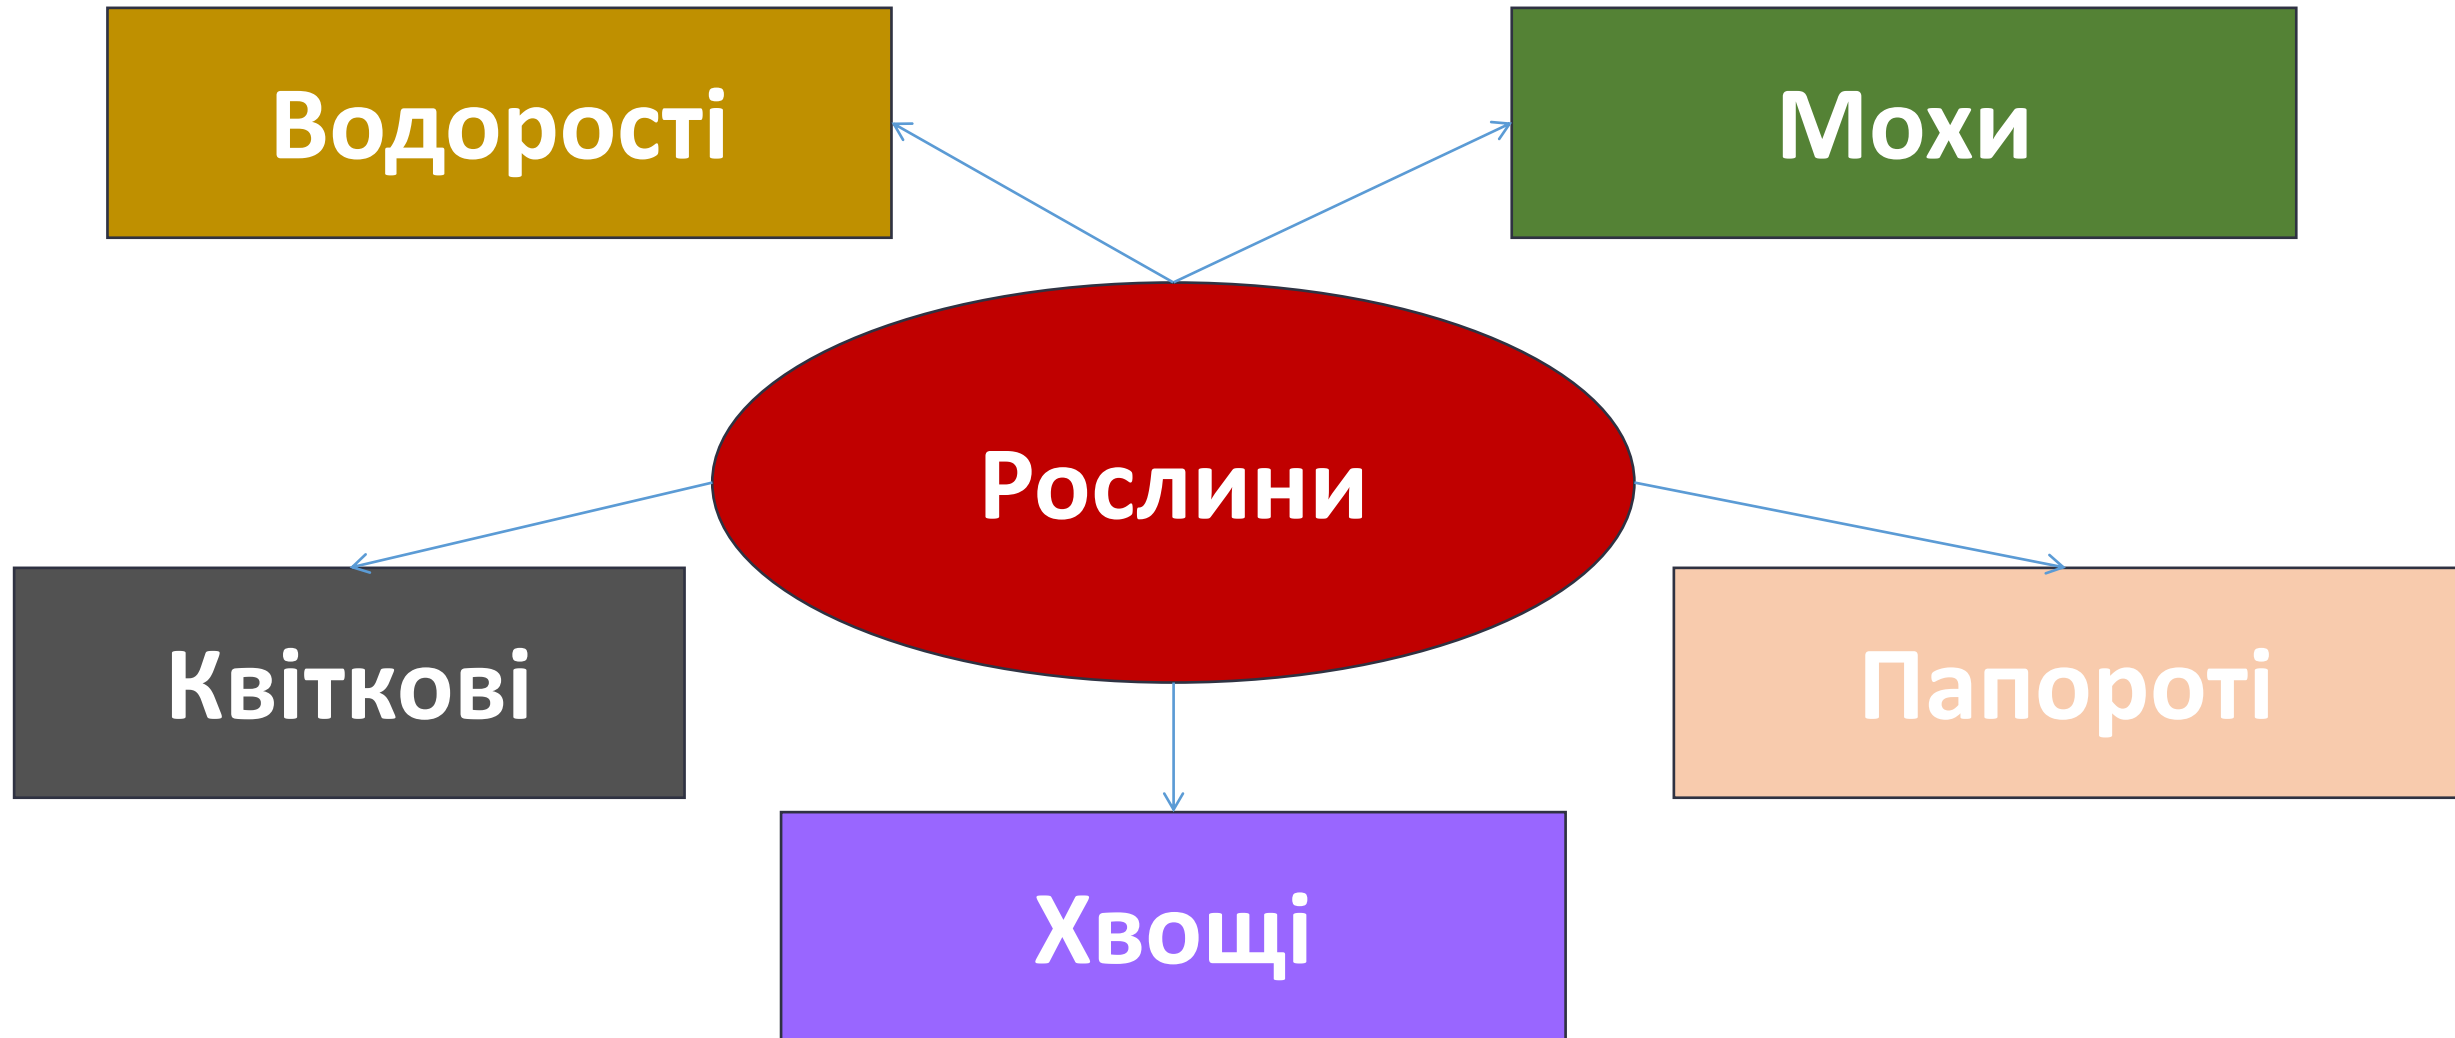 Водорості
Мохи
Рослини
Квіткові
Папороті
Хвощі